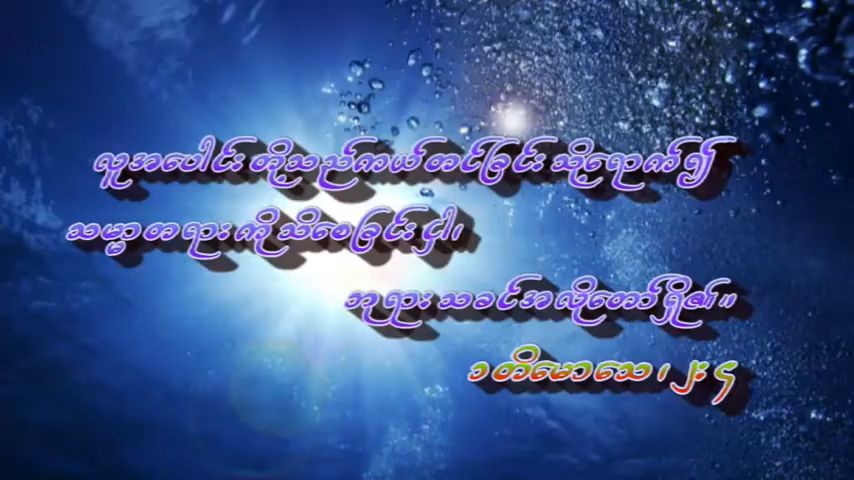 လူအပေါင်းတို့သည်ကယ်တင်ခြင်းသို့ရောက်၍
သမ္မာတရားကိုသိစေခြင်းငှါ၊
ဘုရားသခင်အလိုတော်ရှိ၏။
၁တိမောသေ၊ ၂း၄